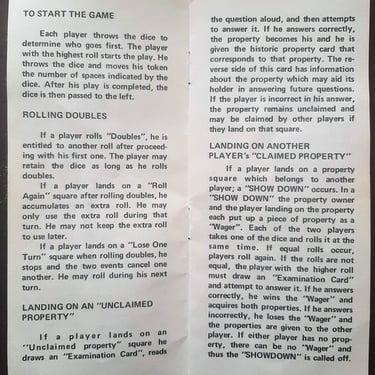 TO START THE GAME
Each player throws the dice to
determine who goes first. The player
with the highest roll starts the play. He
throws the dice and moves his token
the number of spaces indicated by the
dice. After his play is completed, the
dice is then passed to the left.
ROLLING DOUBLES
If a player rolls "Doubles", he is
entitled to another roll after proceed-
ing with his first one. The player may
retain the dice as long as he rolls
doubles.
If a player lands on a "Roll
Again" square after rolling doubles, he
accumulates an extra roll. He may
only use the extra roll during that
turn. He may not keep the extra roll
to use later.
If a player lands on a "Lose One
Turn" square when rolling doubles, he
stops and the two events cancel one
another. He may roll during his next
turn.
LANDING ON AN "UNCLAIMED
PROPERTY"
If a player lands on an
"Unclaimed property" square he
draws an "Examination Card", reads
the question aloud, and then attempts
to answer it. If he answers correctly,
the property becomes his and he is
given the historic property card that
corresponds to that property. The re-
verse side of this card has information
about the property which may aid its
holder in answering future questions.
If the player is incorrect in his answer,
the property remains unclaimed and
may be claimed by other players if
they land on that square.
LANDING ON ANOTHER
PLAYER'S "CLAIMED PROPERTY"
If a player lands on a property
square which belongs to another
player; a "SHOW DOWN" occurs. In a
"SHOW DOWN" the property owner
and the player landing on the property
each put up a piece of property as a
"Wager". Each of the two players
takes one of the dice and rolls it at the
same time. If equal rolls occur,
players roll again. If the rolls are not
equal, the player with the higher roll
must draw an "Examination Card" and
attempt to answer it. If he answers
correctly, he wins the "Wager" and
acquires both properties. If he answers
incorrectly, he loses the "Wager" and
the properties are given to the other
player. If either player has no prop-
erty, there can be no "Wager" and
thus the "SHOWDOWN" is called off.